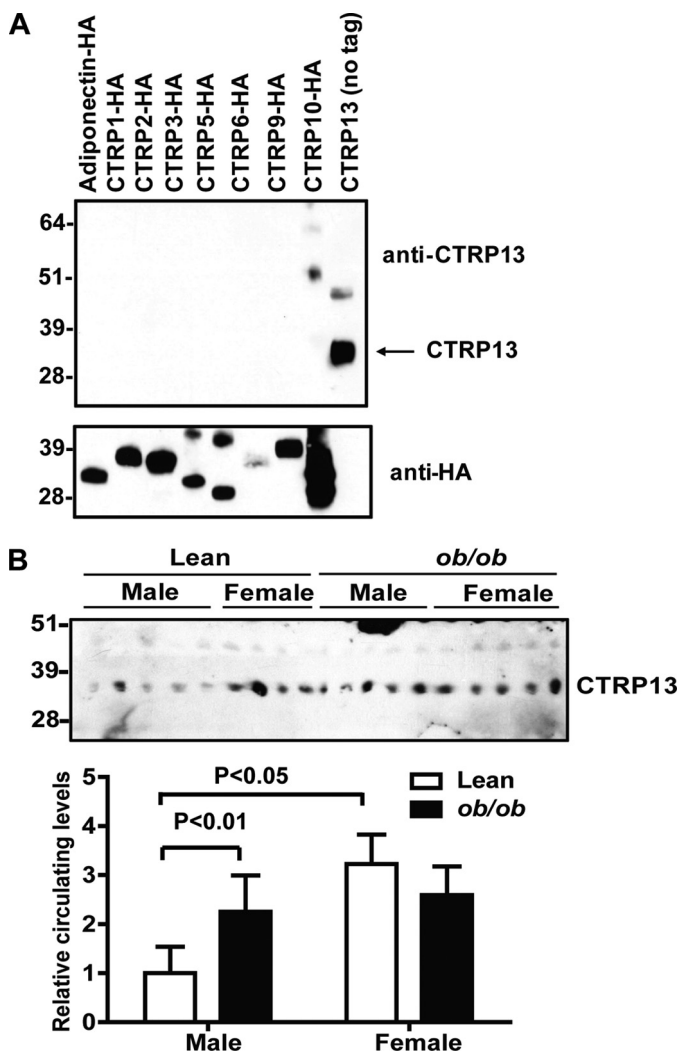 A
Adiponectin-HA
CTRP1-HA
CTRP2-HA
CTRP3-HA
CTRP5-HA
CTRP6-HA
CTRP9-HA
CTRP10-HA
CTRP13 (no tag)
64-
51-
39-
28-
anti-CTRP13
CTRP13
39-
28-
anti-HA
B
Lean ob/ob
Male Female Male Female
51-
39-
28-
CTRP13
Relative circulating levels
5
4
3
2
1
0
P<0.05
P<0.01
Lean
ob/ob
Male Female